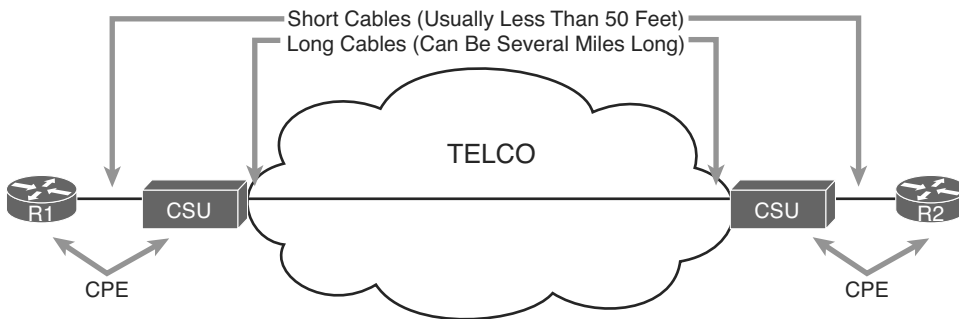 Short Cables (Usually Less Than 50 Feet)
Long Cables (Can Be Several Miles Long)
TELCO
R1
CSU
CSU
R2
CPE
CPE